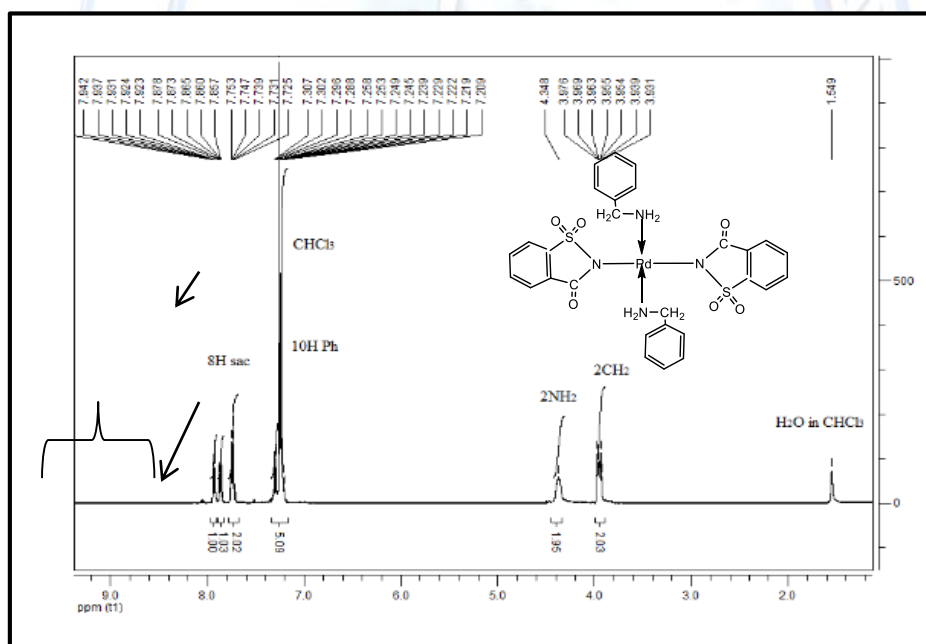 7.942 7.937 7.931 7.924 7.923 7.878 7.873 7.865 7.860 7.857 7.753 7.747 7.739 7.731 7.725 7.307 7.302 7.296 7.288 7.258 7.253 7.249 7.245 7.239 7.229 7.222 7.219 7.209 4.348 3.976 3.969 3.963 3.955 3.954 3.939 3.931 1.549
H₂C NH₂
CHCl3
O O O
S C
N Pd N
500
C S
O O O
H₂N CH₂
10H Ph
8H sac
2CH2
2NH2
H2O in CHCl3
0
1.00 1.03 2.02 5.09 1.95 2.03
9.0 8.0 7.0 6.0 5.0 4.0 3.0 2.0
ppm (t1)